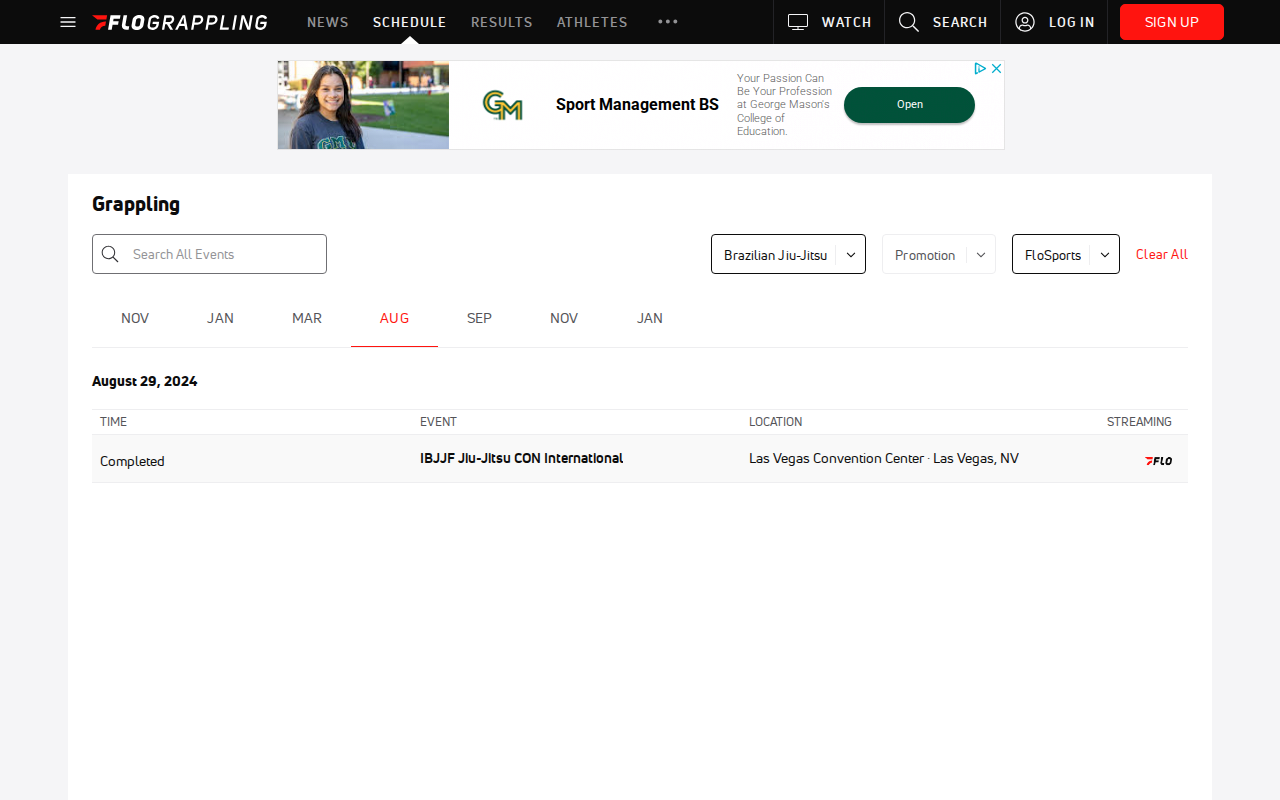 FLOGRAPPLING NEWS SCHEDULE RESULTS ATHLETES WATCH SEARCH LOG IN SIGN UP
GM Sport Management BS
Your Passion Can
Be Your Profession
at George Mason's
College of
Education.
Open
Grappling
Search All Events
Brazilian Jiu-Jitsu Promotion FloSports Clear All
NOV JAN MAR AUG SEP NOV JAN
August 29, 2024
TIME EVENT LOCATION STREAMING
Completed IBJJF Jiu-Jitsu CON International Las Vegas Convention Center · Las Vegas, NV FLO